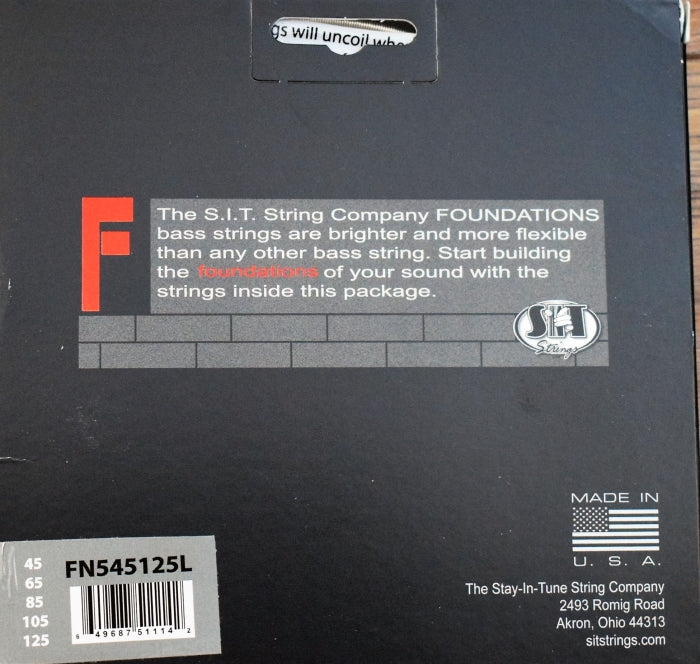 gs will uncoil whe
F
The S.I.T. String Company FOUNDATIONS
bass strings are brighter and more flexible
than any other bass string. Start building
the foundations of your sound with the
strings inside this package.
SIT
Strings
MADE IN
U. S. A.
The Stay-In-Tune String Company
2493 Romig Road
Akron, Ohio 44313
sitstrings.com
45
65
85
105
125
FN545125L
6 49687 51114 2